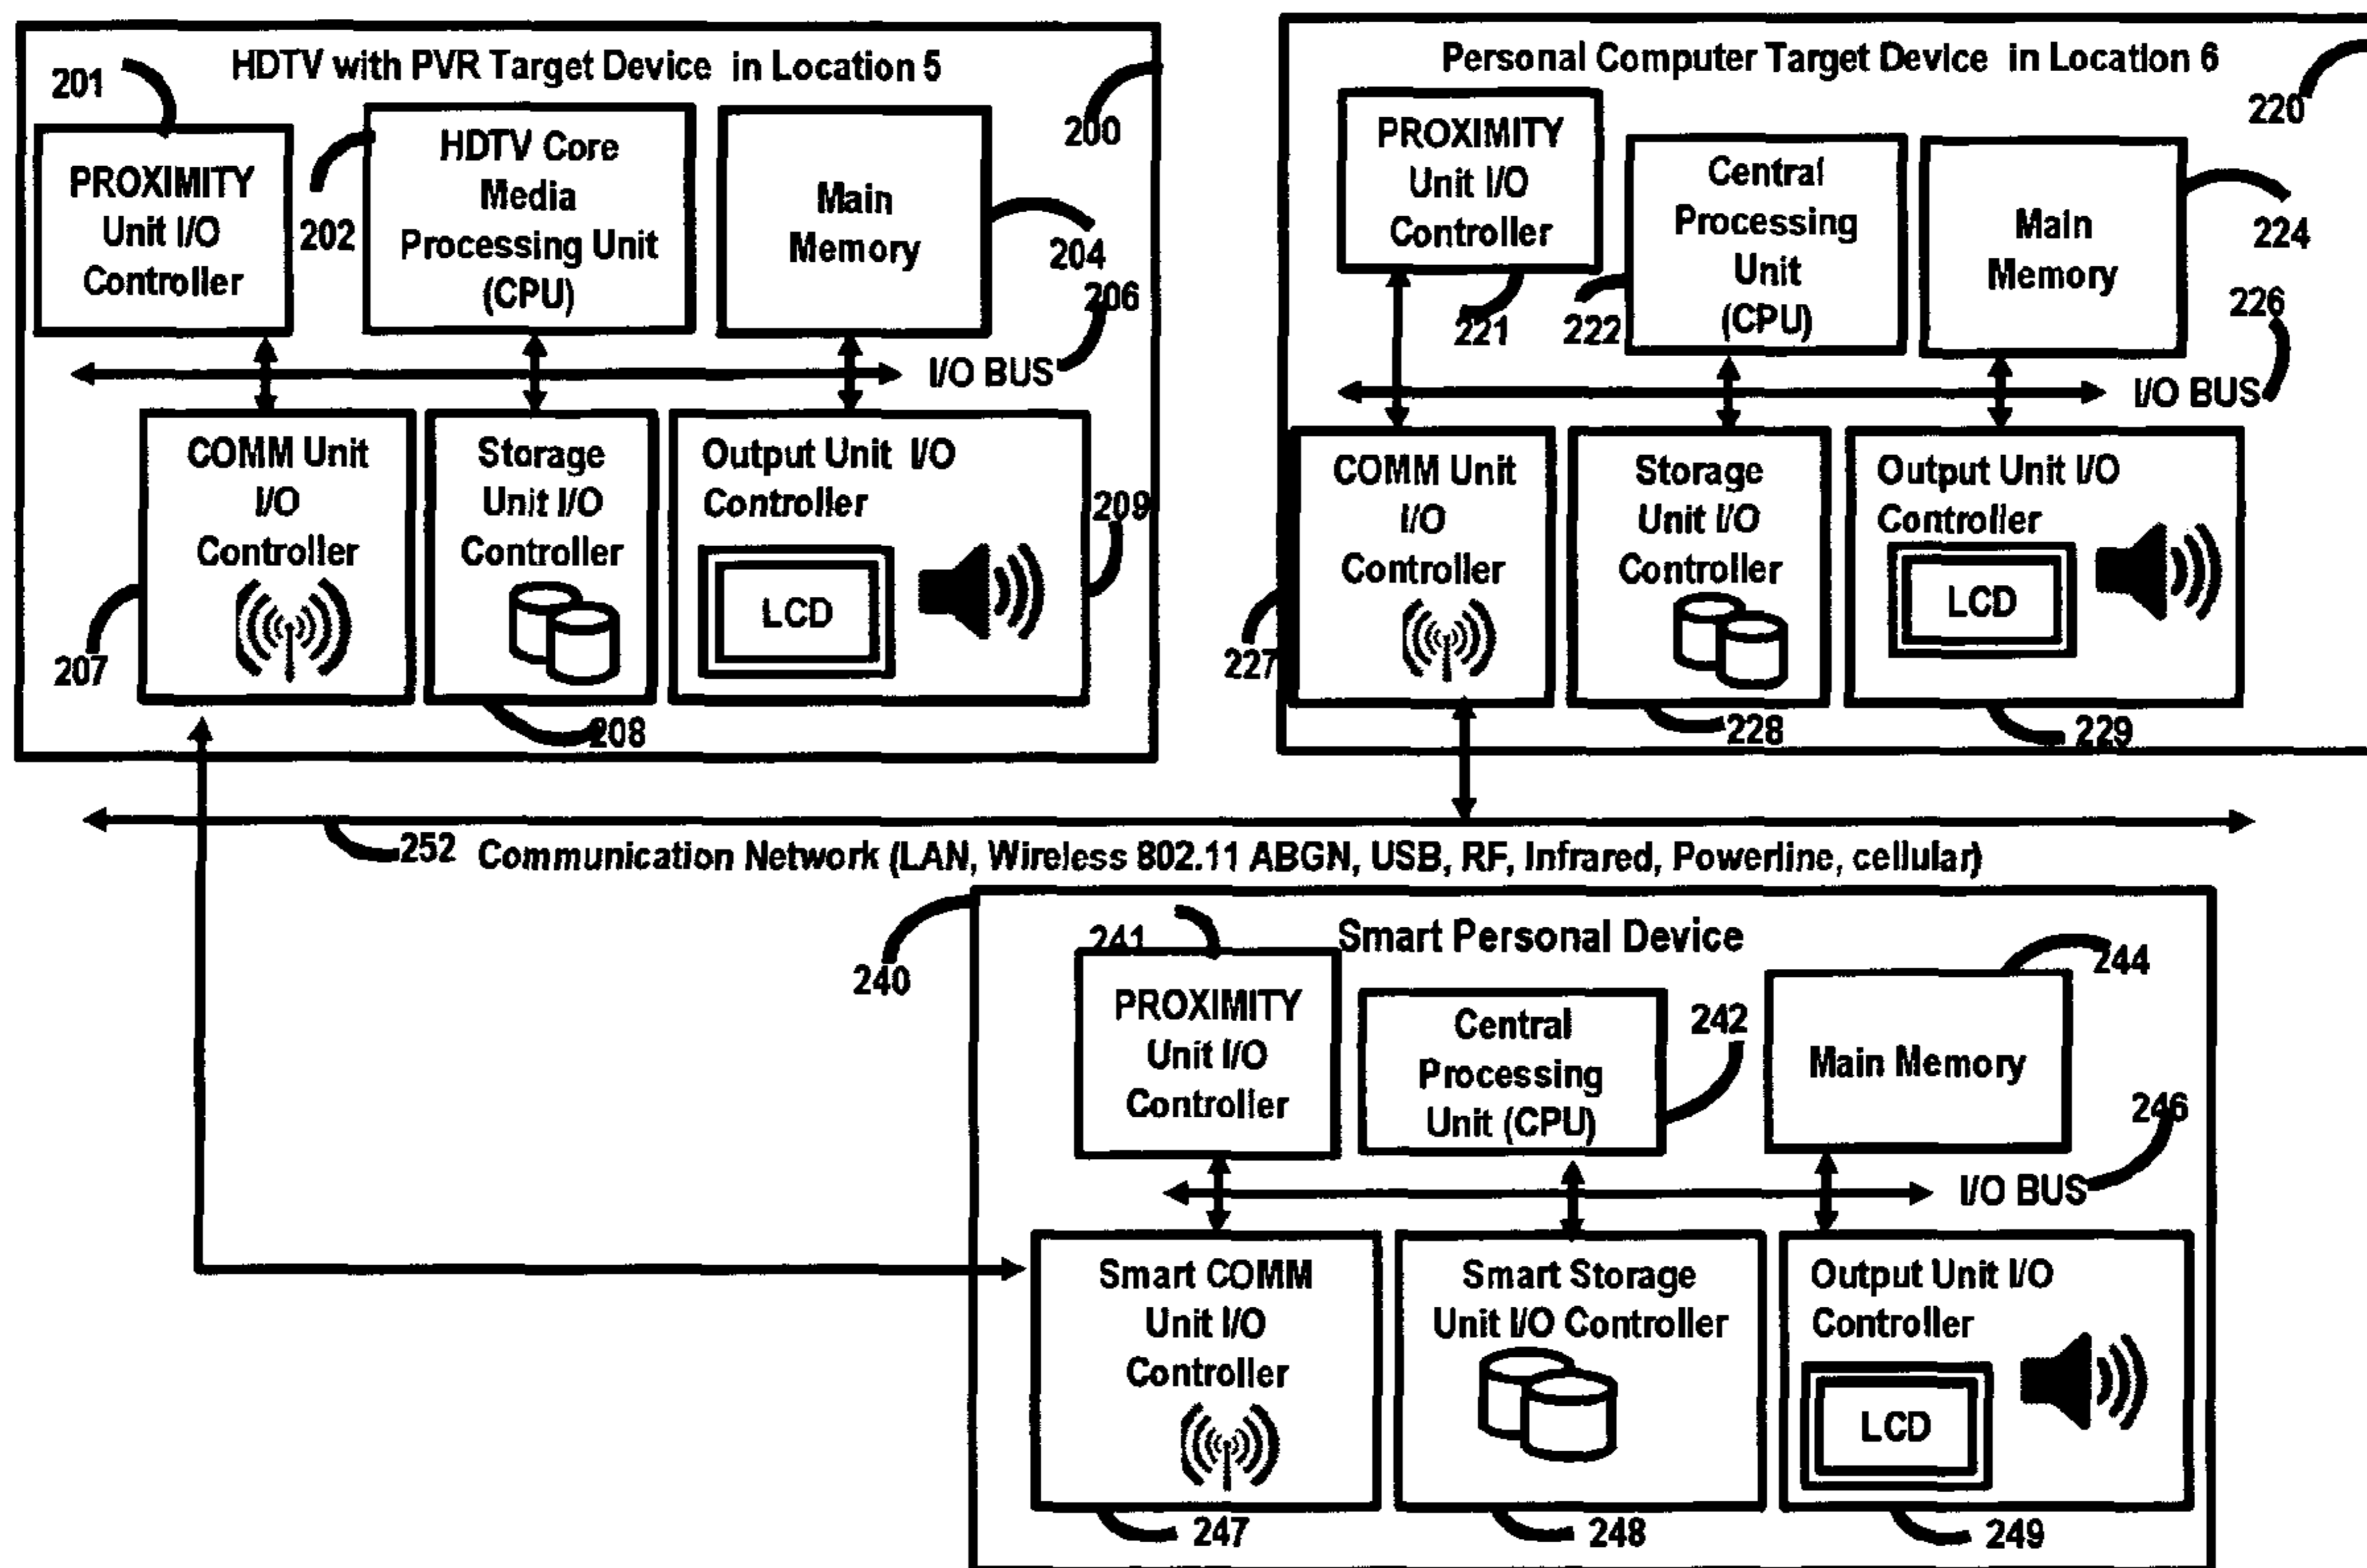 HDTV with PVR Target Device in Location 5
201
200
PROXIMITY
Unit I/O
Controller
202
HDTV Core
Media
Processing Unit
(CPU)
Main
Memory
204
206
I/O BUS
COMM Unit
I/O
Controller
207
Storage
Unit I/O
Controller
208
Output Unit I/O
Controller
LCD
209
Personal Computer Target Device in Location 6
220
PROXIMITY
Unit I/O
Controller
221
222
Central
Processing
Unit
(CPU)
Main
Memory
224
226
I/O BUS
COMM Unit
I/O
Controller
227
Storage
Unit I/O
Controller
228
Output Unit I/O
Controller
LCD
229
252
Communication Network (LAN, Wireless 802.11 ABGN, USB, RF, Infrared, Powerline, cellular)
240
Smart Personal Device
241
PROXIMITY
Unit I/O
Controller
Central
Processing
Unit (CPU)
242
Main Memory
244
246
I/O BUS
Smart COMM
Unit I/O
Controller
247
Smart Storage
Unit I/O Controller
248
Output Unit I/O
Controller
LCD
249